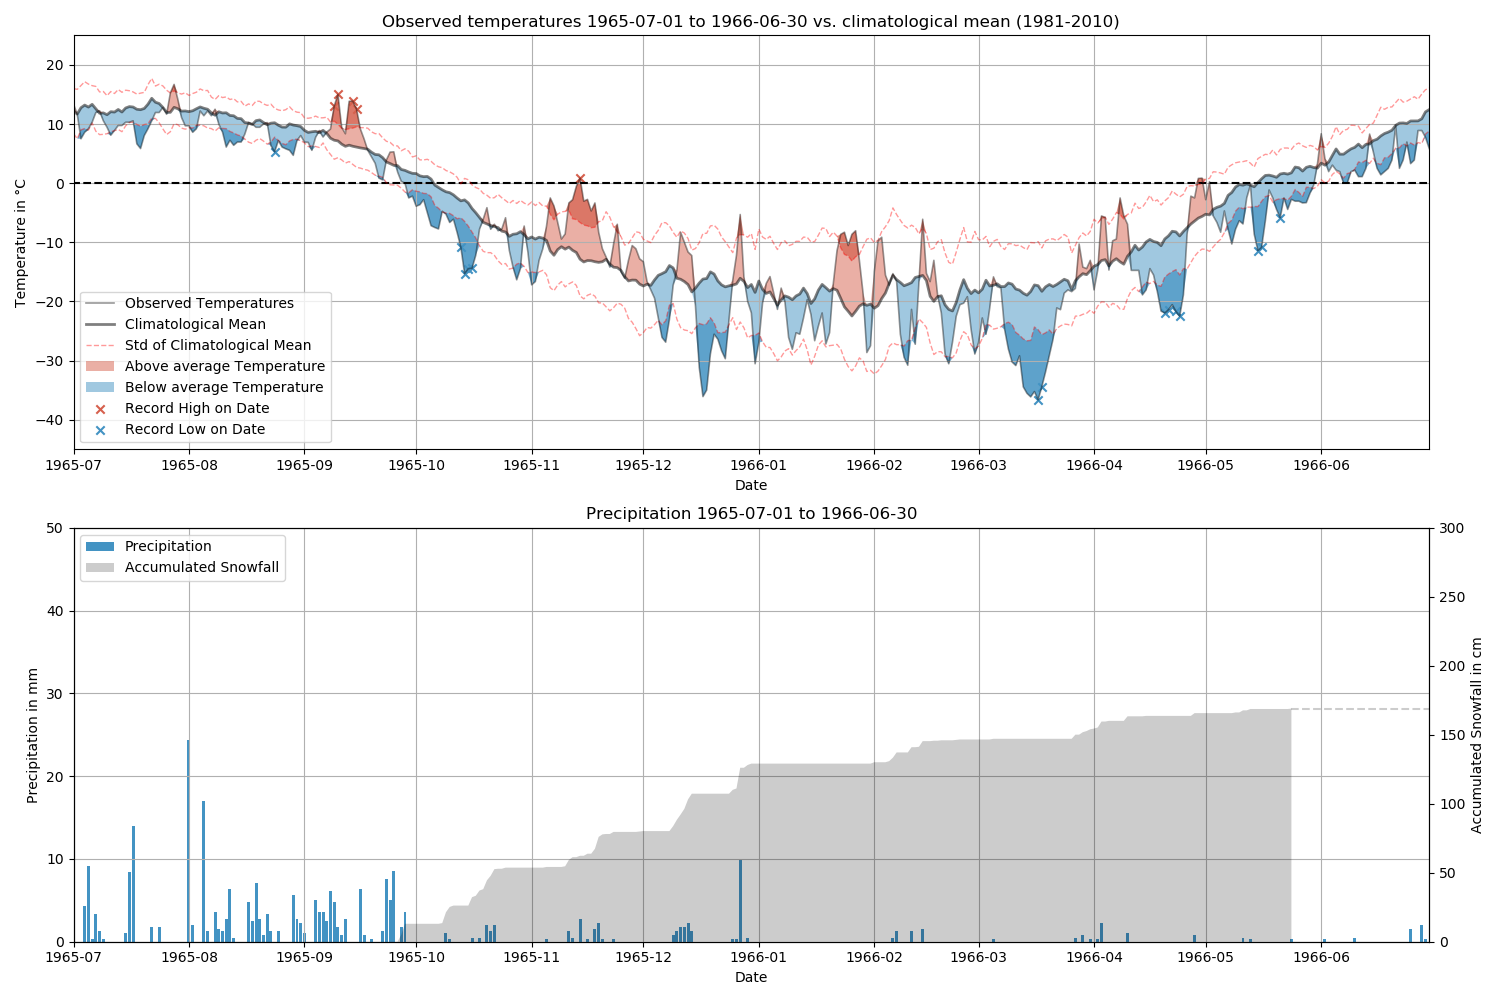 Observed temperatures 1965-07-01 to 1966-06-30 vs. climatological mean (1981-2010)
Temperature in °C
20
10
0
−10
−20
−30
−40
Observed Temperatures
Climatological Mean
Std of Climatological Mean
Above average Temperature
Below average Temperature
Record High on Date
Record Low on Date
1965-07 1965-08 1965-09 1965-10 1965-11 1965-12 1966-01 1966-02 1966-03 1966-04 1966-05 1966-06
Date
Precipitation 1965-07-01 to 1966-06-30
Precipitation in mm
50
40
30
20
10
0
Precipitation
Accumulated Snowfall
300
250
200
150
100
50
0
Accumulated Snowfall in cm
1965-07 1965-08 1965-09 1965-10 1965-11 1965-12 1966-01 1966-02 1966-03 1966-04 1966-05 1966-06
Date